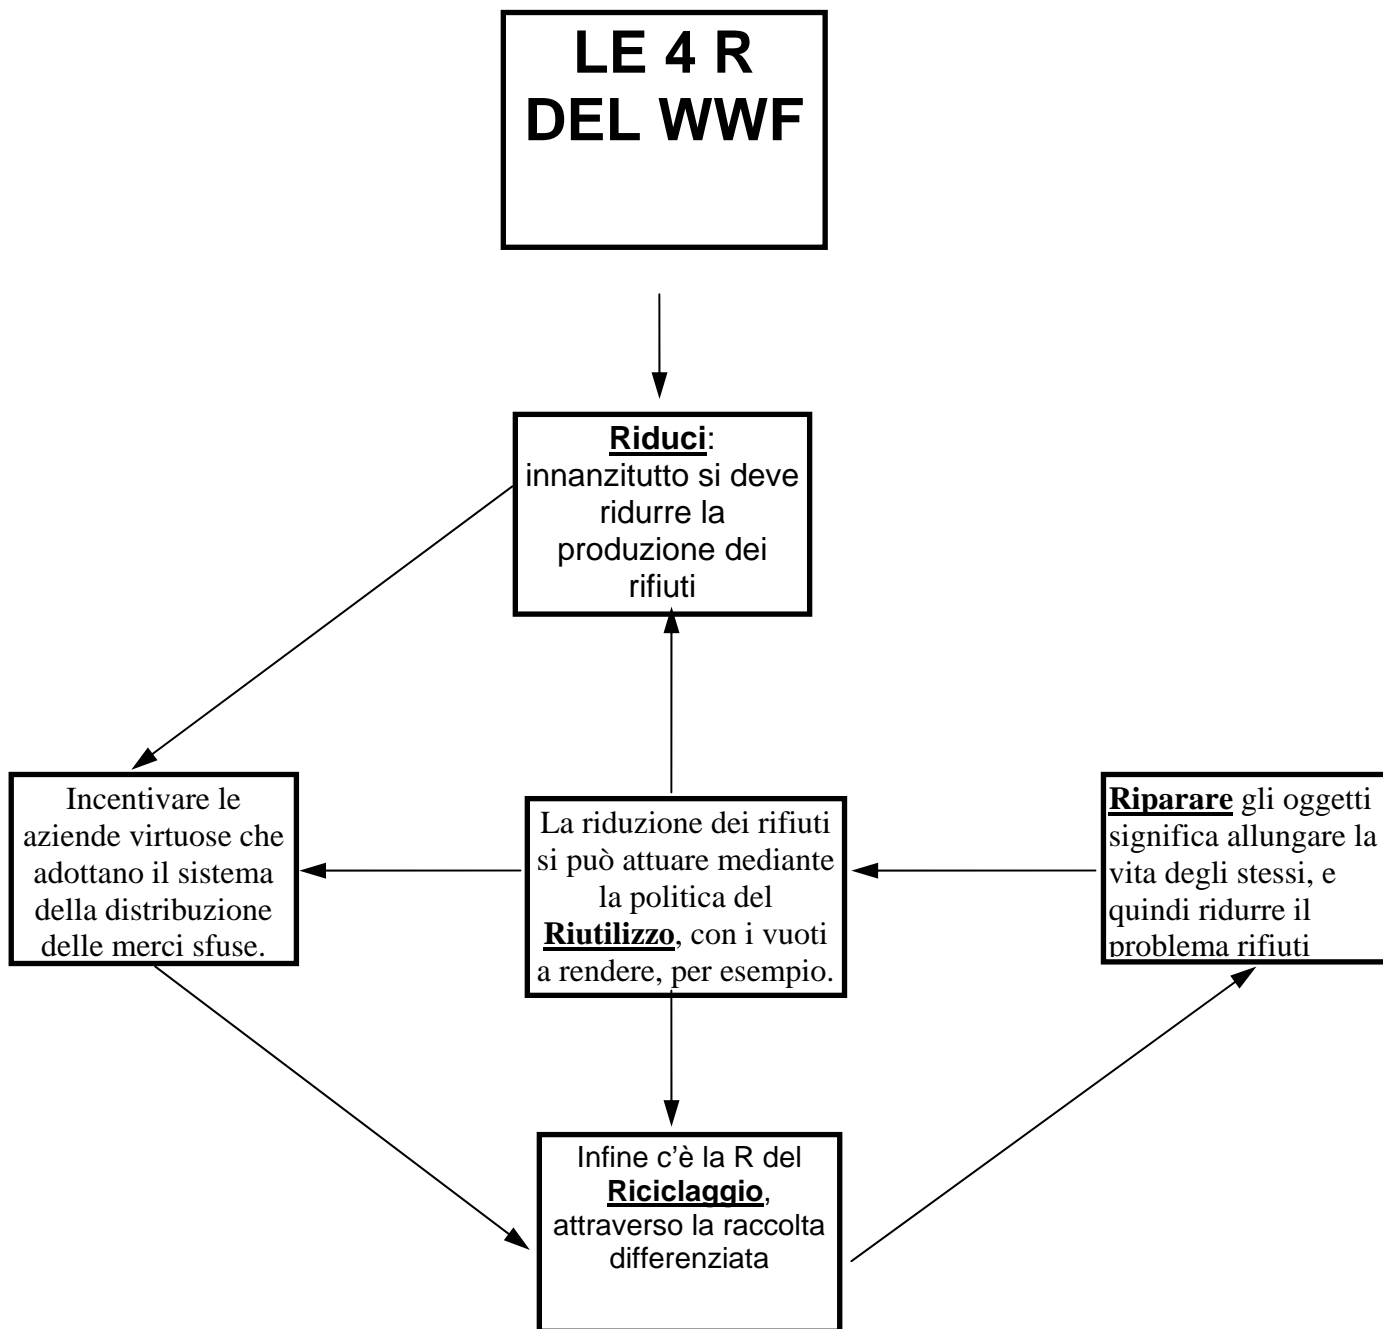 LE 4 R
DEL WWF
Riduci:
innanzitutto si deve
ridurre la
produzione dei
rifiuti
Incentivare le
aziende virtuose che
adottano il sistema
della distribuzione
delle merci sfuse.
La riduzione dei rifiuti
si può attuare mediante
la politica del
Riutilizzo, con i vuoti
a rendere, per esempio.
Riparare gli oggetti
significa allungare la
vita degli stessi, e
quindi ridurre il
problema rifiuti
Infine c’è la R del
Riciclaggio,
attraverso la raccolta
differenziata